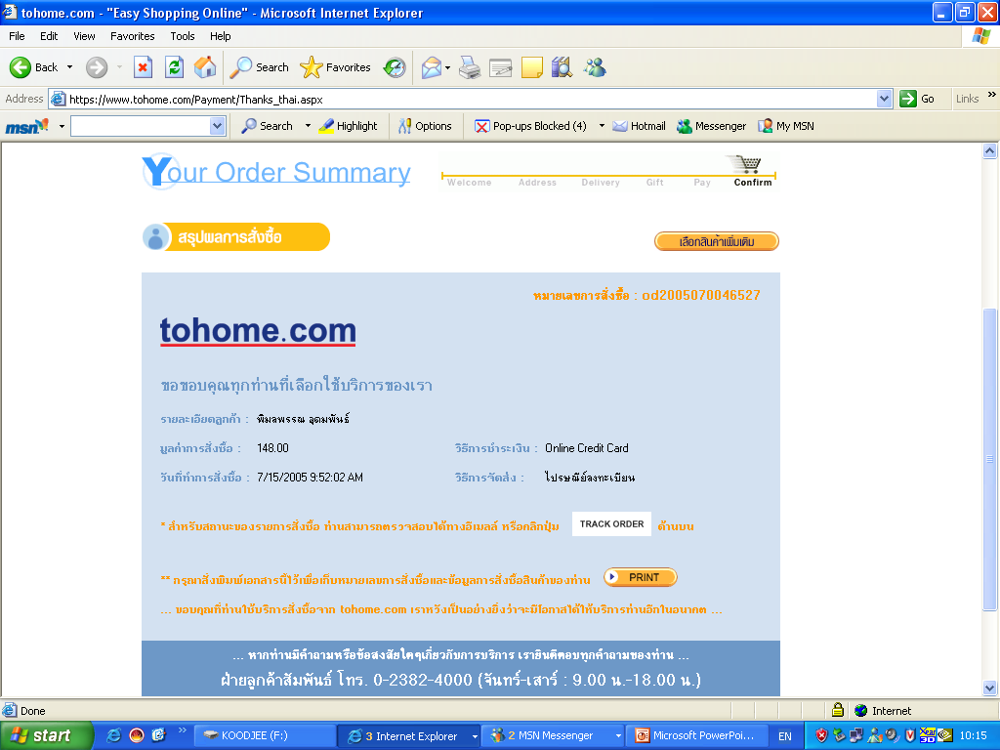 tohome.com - "Easy Shopping Online" - Microsoft Internet Explorer
File Edit View Favorites Tools Help
Back Search Favorites
Address https://www.tohome.com/Payment/Thanks_thai.aspx Go Links »
msn Search Highlight Options Pop-ups Blocked (4) Hotmail Messenger My MSN
Your Order Summary
Welcome Address Delivery Gift Pay Confirm
สรุปผลการสั่งซื้อ
เลือกสินค้าเพิ่มเติม
หมายเลขการสั่งซื้อ : od2005070046527
tohome.com
ขอขอบคุณทุกท่านที่เลือกใช้บริการของเรา
รายละเอียดลูกค้า : พิมลพรรณ อุดมพันธ์
มูลค่าการสั่งซื้อ : 148.00 วิธีการชำระเงิน : Online Credit Card
วันที่ทำการสั่งซื้อ : 7/15/2005 9:52:02 AM วิธีการจัดส่ง : ไปรษณีย์ลงทะเบียน
* สำหรับสถานะของรายการสั่งซื้อ ท่านสามารถตรวจสอบได้ทางอีเมลล์ หรือคลิกปุ่ม TRACK ORDER ด้านบน
** กรุณาสั่งพิมพ์เอกสารนี้ไว้เพื่อเก็บหมายเลขการสั่งซื้อและข้อมูลการสั่งซื้อสินค้าของท่าน PRINT
... ขอบคุณที่ท่านใช้บริการสั่งซื้อจาก tohome.com เราหวังเป็นอย่างยิ่งว่าจะมีโอกาสได้ให้บริการท่านอีกในอนาคต ...
... หากท่านมีคำถามหรือข้อสงสัยใดๆเกี่ยวกับการบริการ เรายินดีตอบทุกคำถามของท่าน ...
ฝ่ายลูกค้าสัมพันธ์ โทร. 0-2382-4000 (จันทร์-เสาร์ : 9.00 น.-18.00 น.)
Done Internet
start » KOODJEE (F:) 3 Internet Explorer 2 MSN Messenger Microsoft PowerPoi... EN 10:15